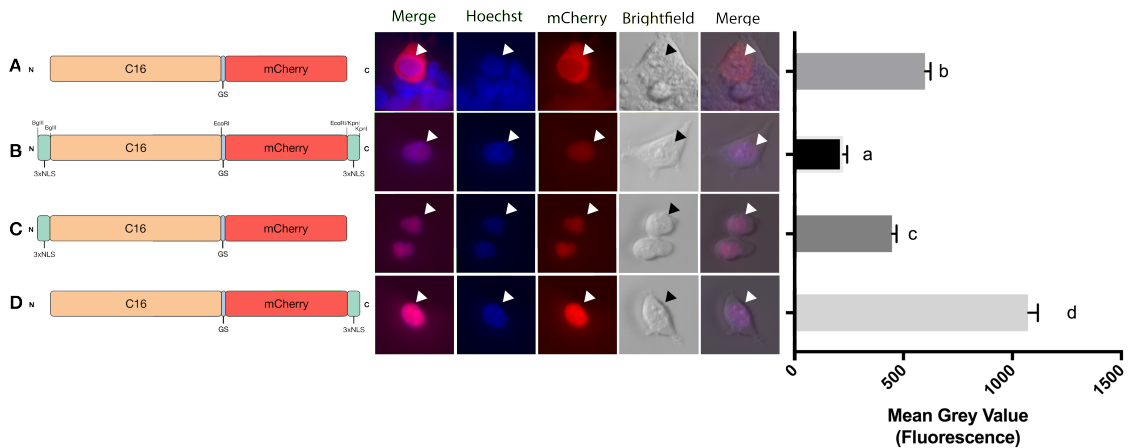 Merge Hoechst mCherry Brightfield Merge
A N C16 mCherry C
GS
b
BglII BglII EcoRI EcoRI/KpnI KpnI
B N C16 mCherry C
3xNLS GS 3xNLS
a
C C16 mCherry
3xNLS GS
c
D N C16 mCherry C
GS 3xNLS
d
0 500 1000 1500
Mean Grey Value
(Fluorescence)